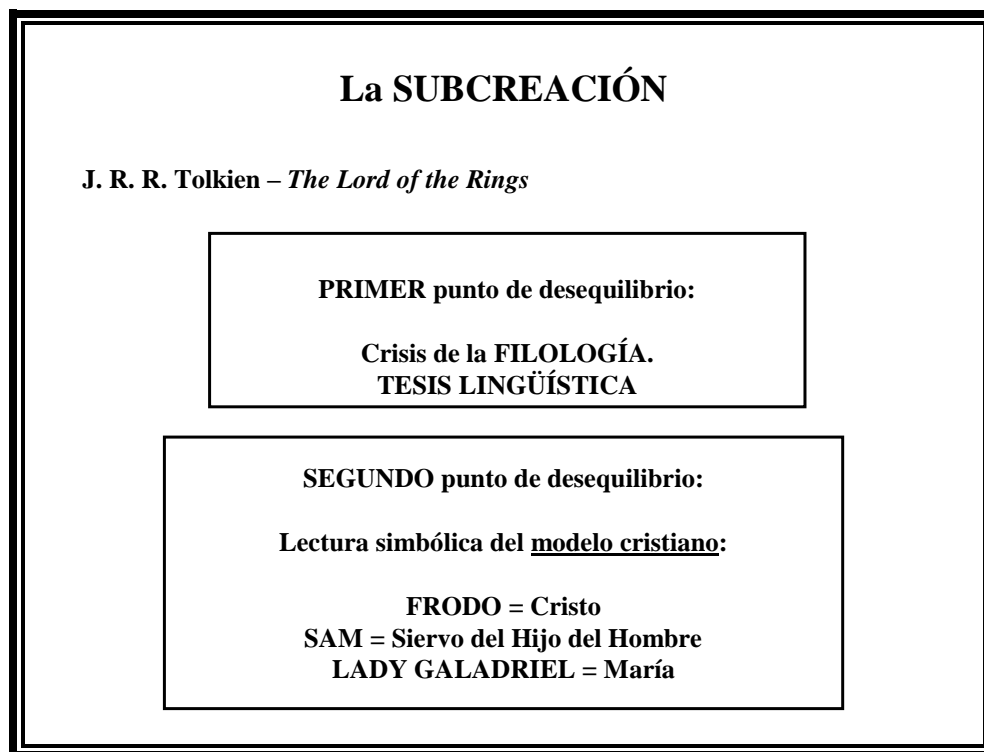 La SUBCREACIÓN
J. R. R. Tolkien – The Lord of the Rings
PRIMER punto de desequilibrio:
Crisis de la FILOLOGÍA.
TESIS LINGÜÍSTICA
SEGUNDO punto de desequilibrio:
Lectura simbólica del modelo cristiano:
FRODO = Cristo
SAM = Siervo del Hijo del Hombre
LADY GALADRIEL = María